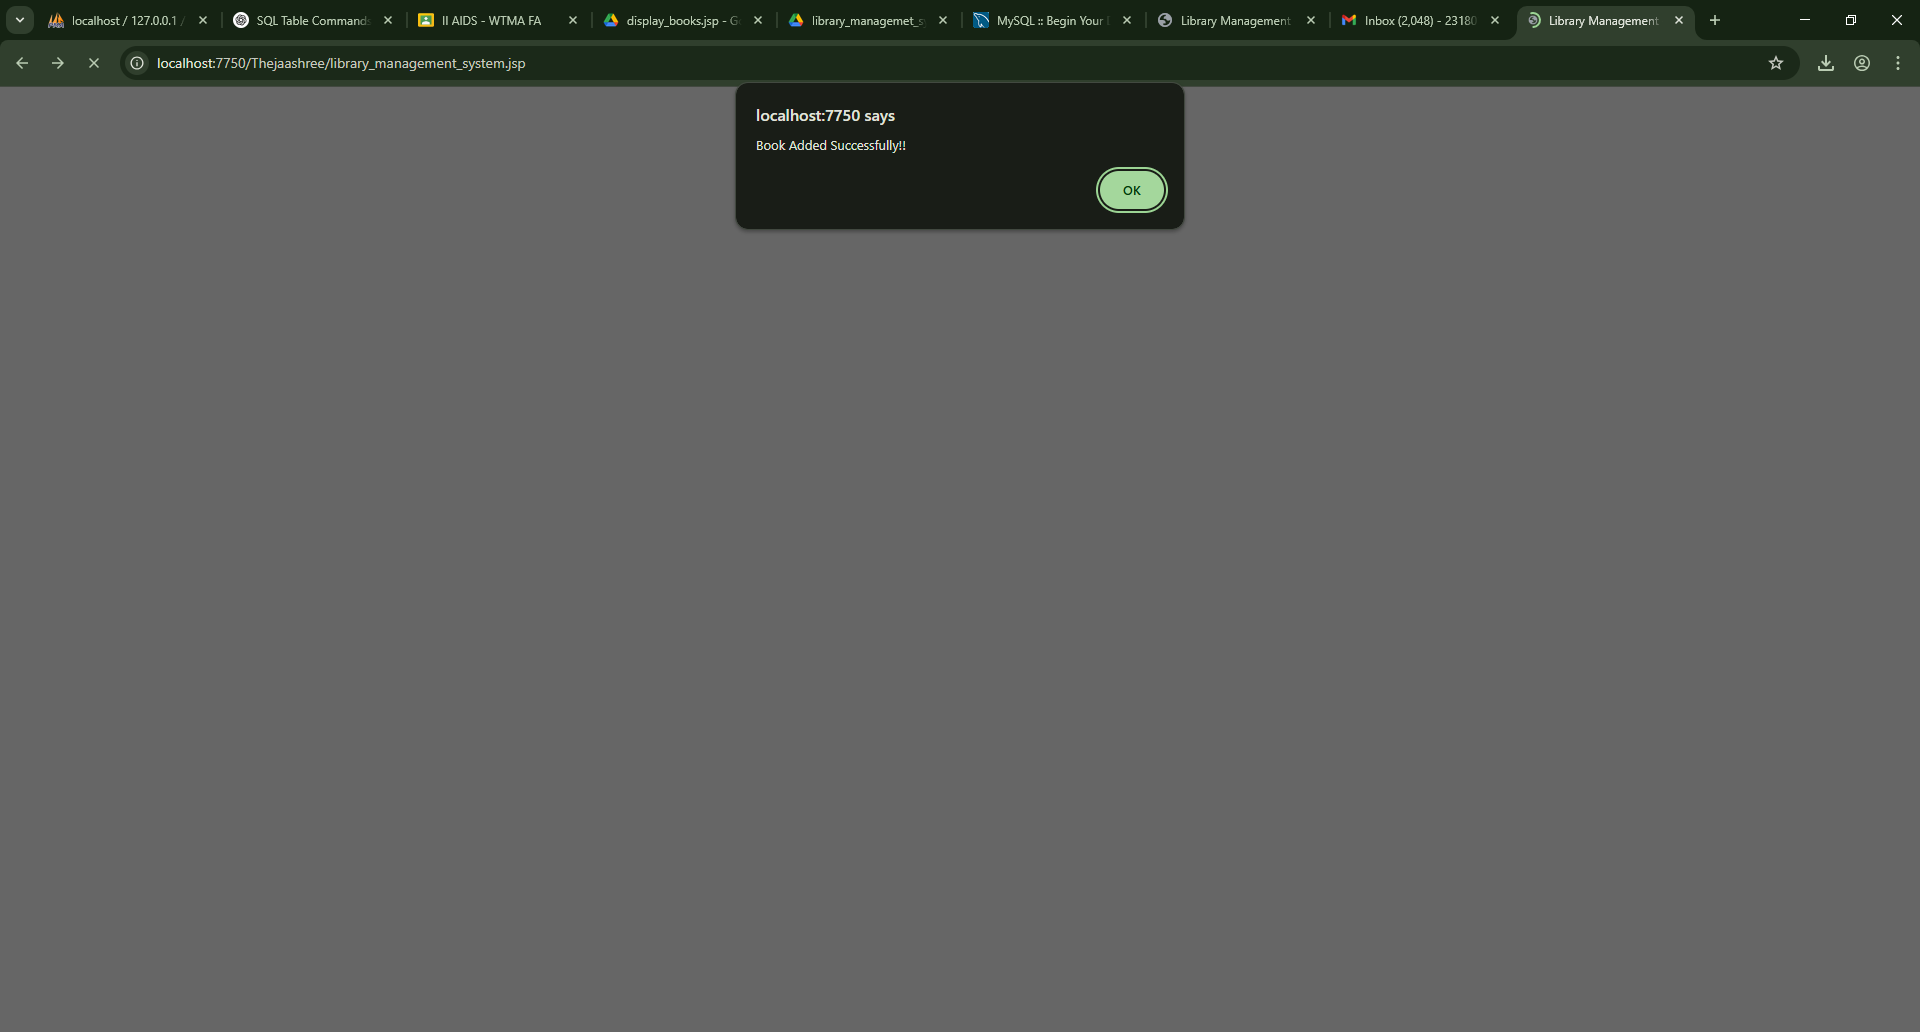 localhost / 127.0.0.1 /
SQL Table Commands
II AIDS - WTMA FA
display_books.jsp - G
library_managemet_s
MySQL :: Begin Your
Library Management
Inbox (2,048) - 23180
Library Management
localhost:7750/Thejaashree/library_management_system.jsp
localhost:7750 says
Book Added Successfully!!
OK